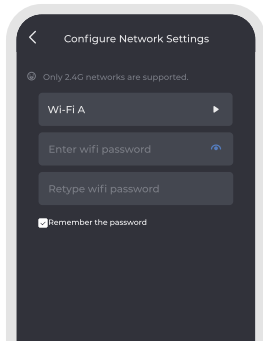 Configure Network Settings
Only 2.4G networks are supported.
Wi-Fi A
Enter wifi password
Retype wifi password
Remember the password